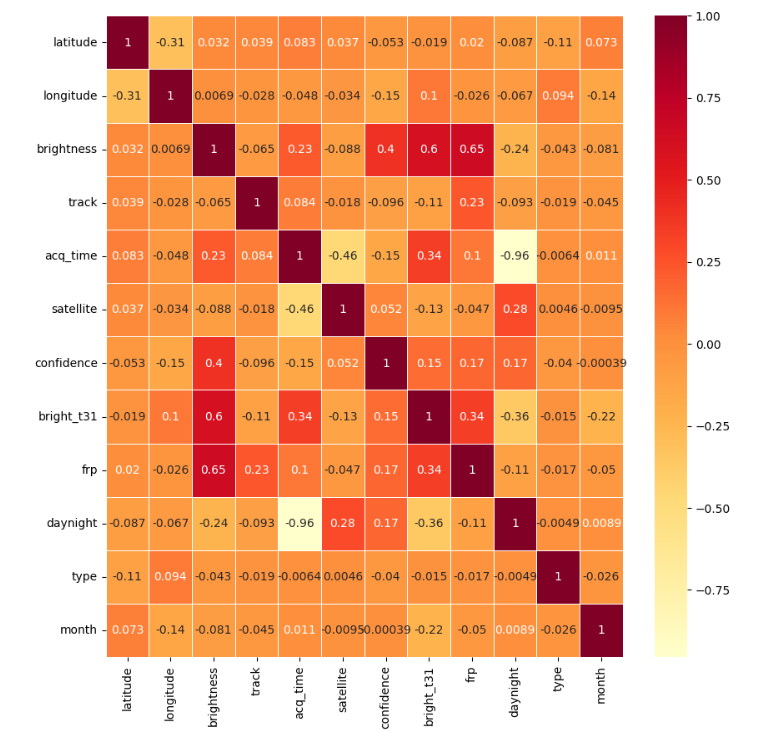 1.00
latitude 1 -0.31 0.032 0.039 0.083 0.037 -0.053 -0.019 0.02 -0.087 -0.11 0.073
longitude -0.31 1 0.0069 -0.028 -0.048 -0.034 -0.15 0.1 -0.026 -0.067 0.094 -0.14
0.75
brightness 0.032 0.0069 1 -0.065 0.23 -0.088 0.4 0.6 0.65 -0.24 -0.043 -0.081
0.50
track 0.039 -0.028 -0.065 1 0.084 -0.018 -0.096 -0.11 0.23 -0.093 -0.019 -0.045
acq_time 0.083 -0.048 0.23 0.084 1 -0.46 -0.15 0.34 0.1 -0.96 -0.0064 0.011
0.25
satellite 0.037 -0.034 -0.088 -0.018 -0.46 1 0.052 -0.13 -0.047 0.28 0.0046 -0.0095
0.00
confidence -0.053 -0.15 0.4 -0.096 -0.15 0.052 1 0.15 0.17 0.17 -0.04 -0.00039
bright_t31 -0.019 0.1 0.6 -0.11 0.34 -0.13 0.15 1 0.34 -0.36 -0.015 -0.22
−0.25
frp 0.02 -0.026 0.65 0.23 0.1 -0.047 0.17 0.34 1 -0.11 -0.017 -0.05
−0.50
daynight -0.087 -0.067 -0.24 -0.093 -0.96 0.28 0.17 -0.36 -0.11 1 -0.0049 0.0089
type -0.11 0.094 -0.043 -0.019 -0.0064 0.0046 -0.04 -0.015 -0.017 -0.0049 1 -0.026
−0.75
month 0.073 -0.14 -0.081 -0.045 0.011 -0.0095 -0.00039 -0.22 -0.05 0.0089 -0.026 1
latitude longitude brightness track acq_time satellite confidence bright_t31 frp daynight type month